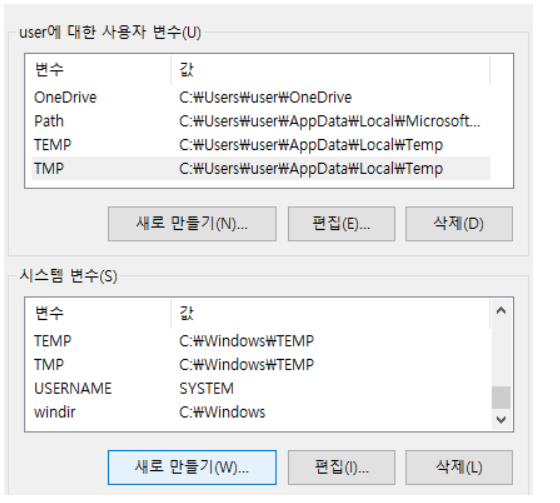 user에 대한 사용자 변수(U)
변수 값
OneDrive C:₩Users₩user₩OneDrive
Path C:₩Users₩user₩AppData₩Local₩Microsoft...
TEMP C:₩Users₩user₩AppData₩Local₩Temp
TMP C:₩Users₩user₩AppData₩Local₩Temp
새로 만들기(N)... 편집(E)... 삭제(D)
시스템 변수(S)
변수 값
TEMP C:₩Windows₩TEMP
TMP C:₩Windows₩TEMP
USERNAME SYSTEM
windir C:₩Windows
새로 만들기(W)... 편집(I)... 삭제(L)